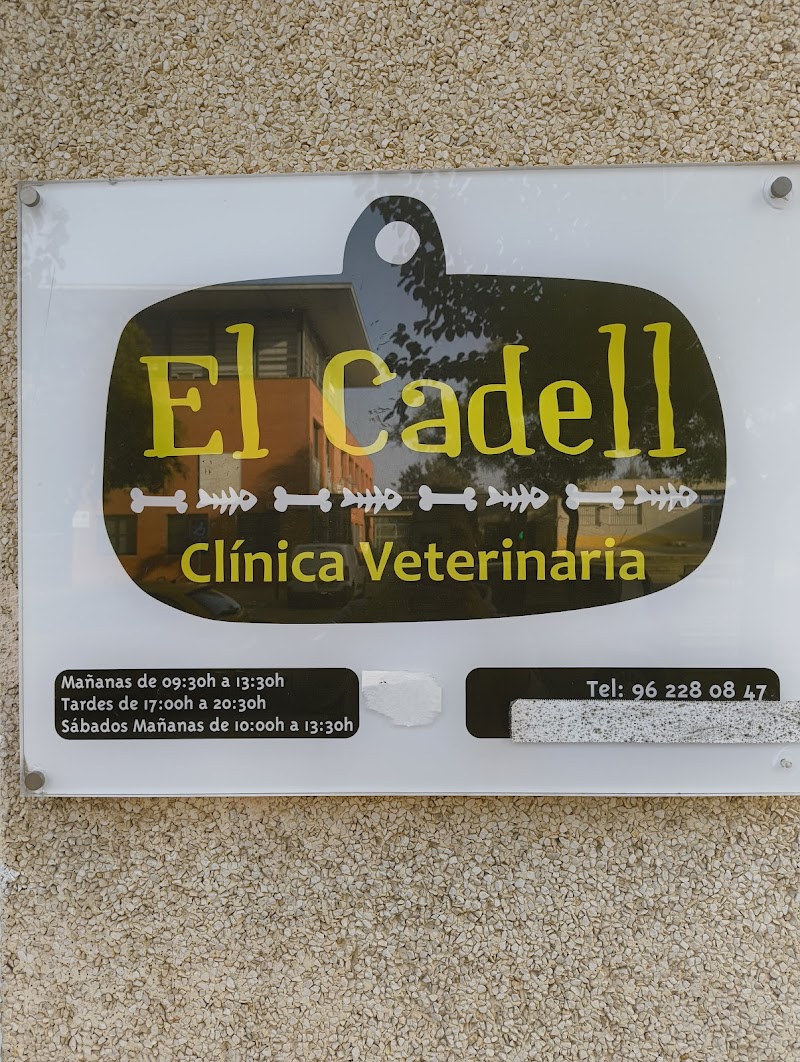 El Cadell
Clínica Veterinaria
Mañanas de 09:30h a 13:30h
Tardes de 17:00h a 20:30h
Sábados Mañanas de 10:00h a 13:30h
Tel: 96 228 08 47